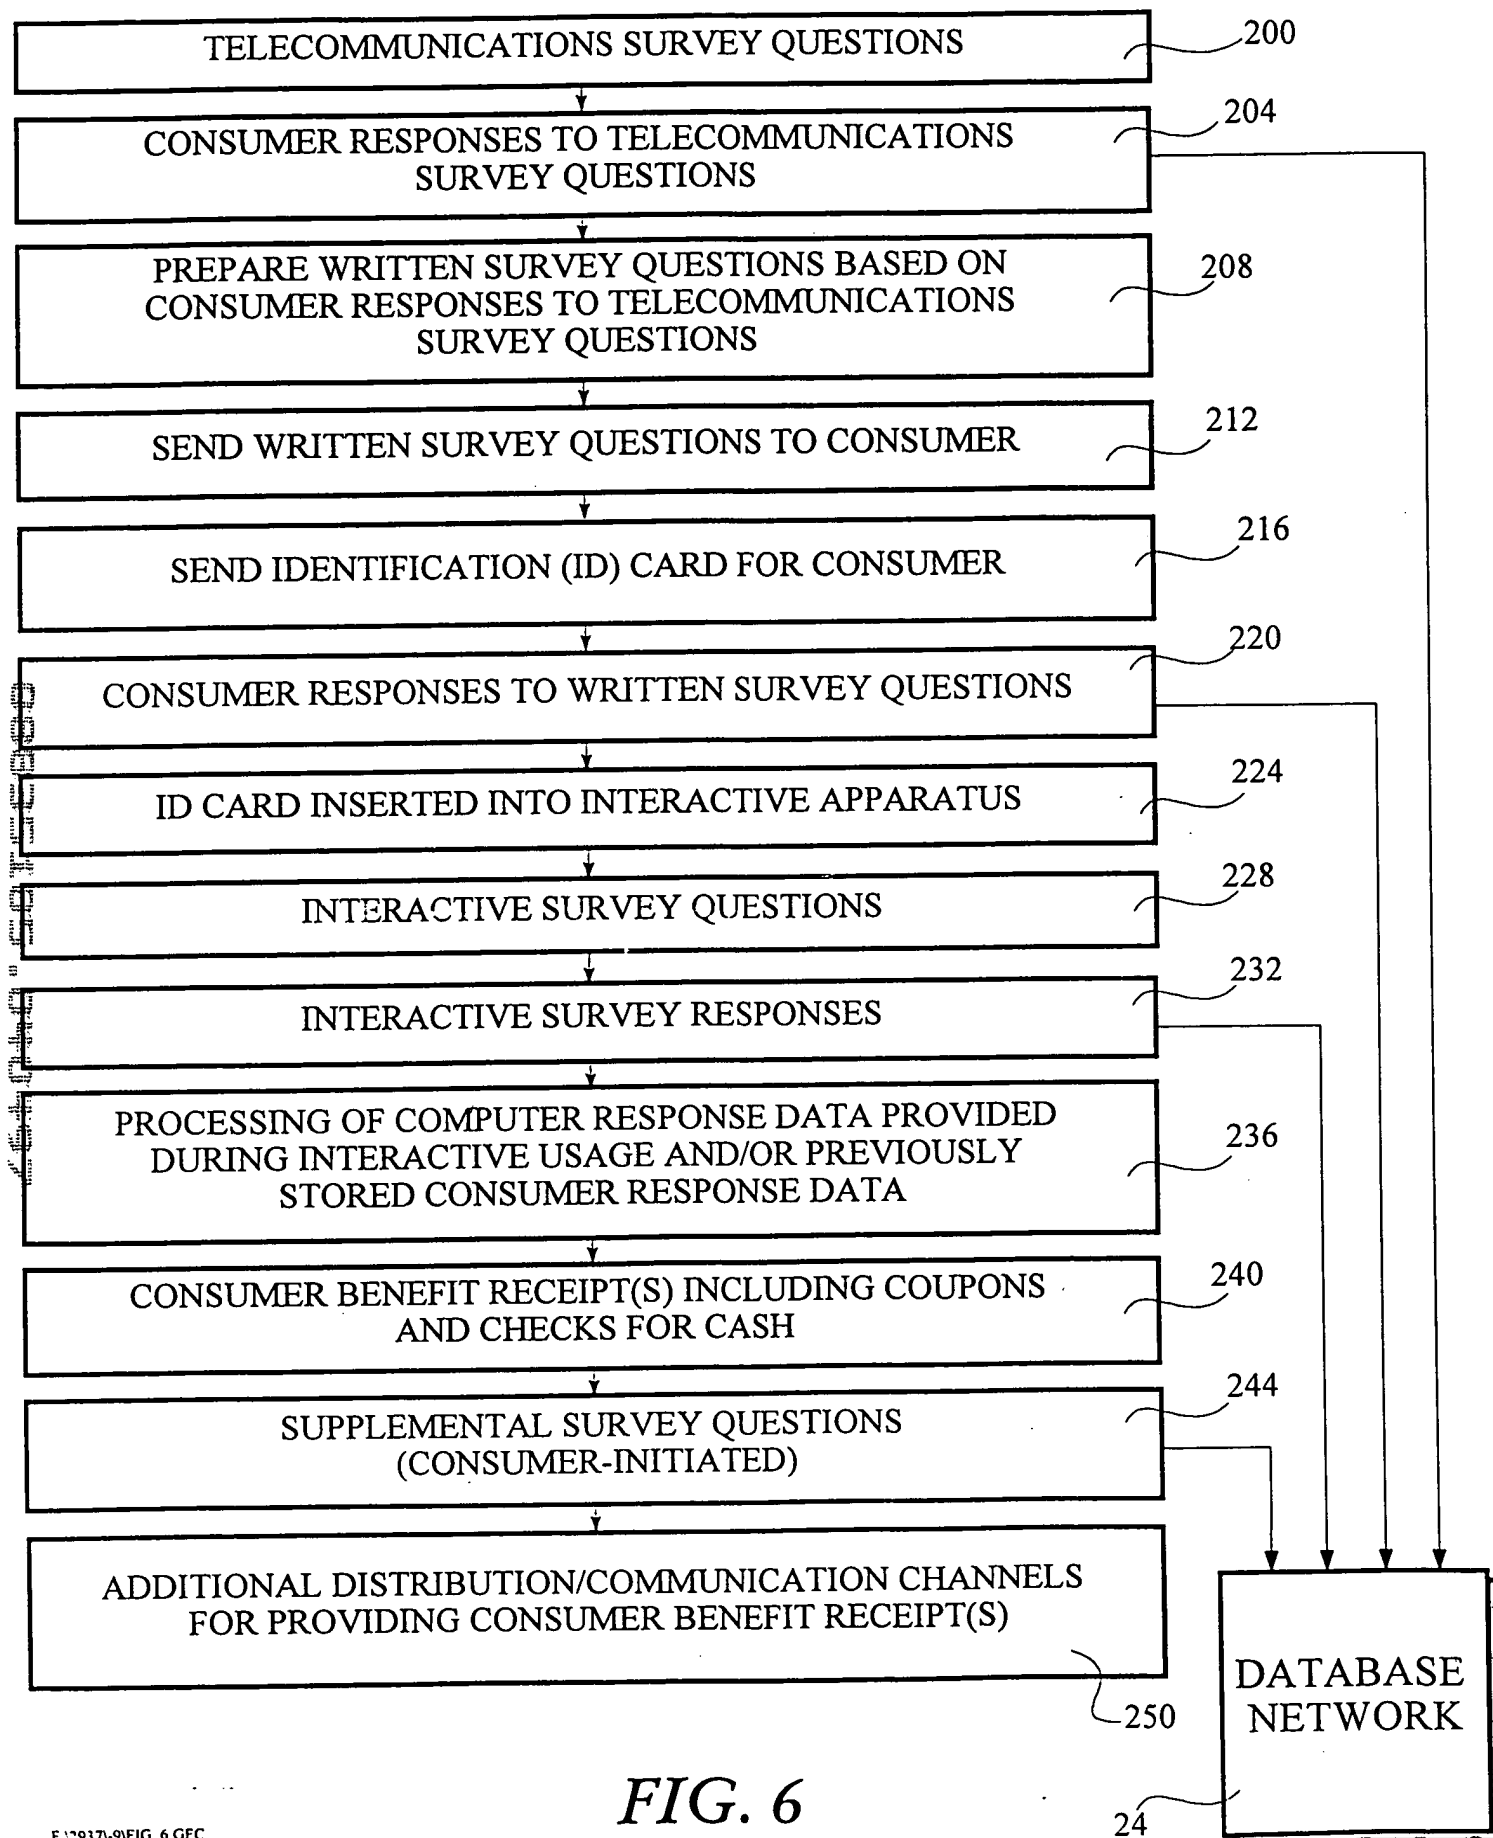 TELECOMMUNICATIONS SURVEY QUESTIONS
200
CONSUMER RESPONSES TO TELECOMMUNICATIONS
SURVEY QUESTIONS
204
PREPARE WRITTEN SURVEY QUESTIONS BASED ON
CONSUMER RESPONSES TO TELECOMMUNICATIONS
SURVEY QUESTIONS
208
SEND WRITTEN SURVEY QUESTIONS TO CONSUMER
212
SEND IDENTIFICATION (ID) CARD FOR CONSUMER
216
CONSUMER RESPONSES TO WRITTEN SURVEY QUESTIONS
220
ID CARD INSERTED INTO INTERACTIVE APPARATUS
224
INTERACTIVE SURVEY QUESTIONS
228
INTERACTIVE SURVEY RESPONSES
232
PROCESSING OF COMPUTER RESPONSE DATA PROVIDED
DURING INTERACTIVE USAGE AND/OR PREVIOUSLY
STORED CONSUMER RESPONSE DATA
236
CONSUMER BENEFIT RECEIPT(S) INCLUDING COUPONS
AND CHECKS FOR CASH
240
SUPPLEMENTAL SURVEY QUESTIONS
(CONSUMER-INITIATED)
244
ADDITIONAL DISTRIBUTION/COMMUNICATION CHANNELS
FOR PROVIDING CONSUMER BENEFIT RECEIPT(S)
250
DATABASE
NETWORK
24
FIG. 6
6.GFC